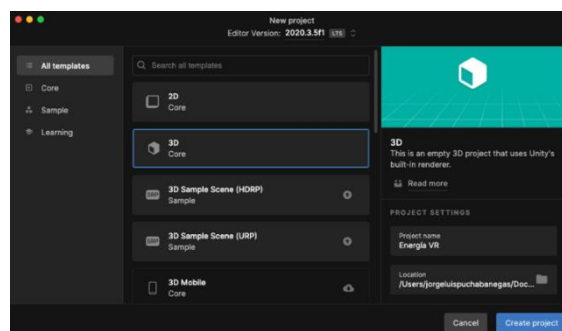 New project
Editor Version: 2020.3.5f1 LTS
All templates
Core
Sample
Learning
Search all templates
2D
Core
3D
Core
3D Sample Scene (HDRP)
Sample
3D Sample Scene (URP)
Sample
3D Mobile
Core
3D
This is an empty 3D project that uses Unity's
built-in renderer.
Read more
PROJECT SETTINGS
Project name
Energía VR
Location
/Users/jorgeluispuchabanegas/Doc...
Cancel
Create project